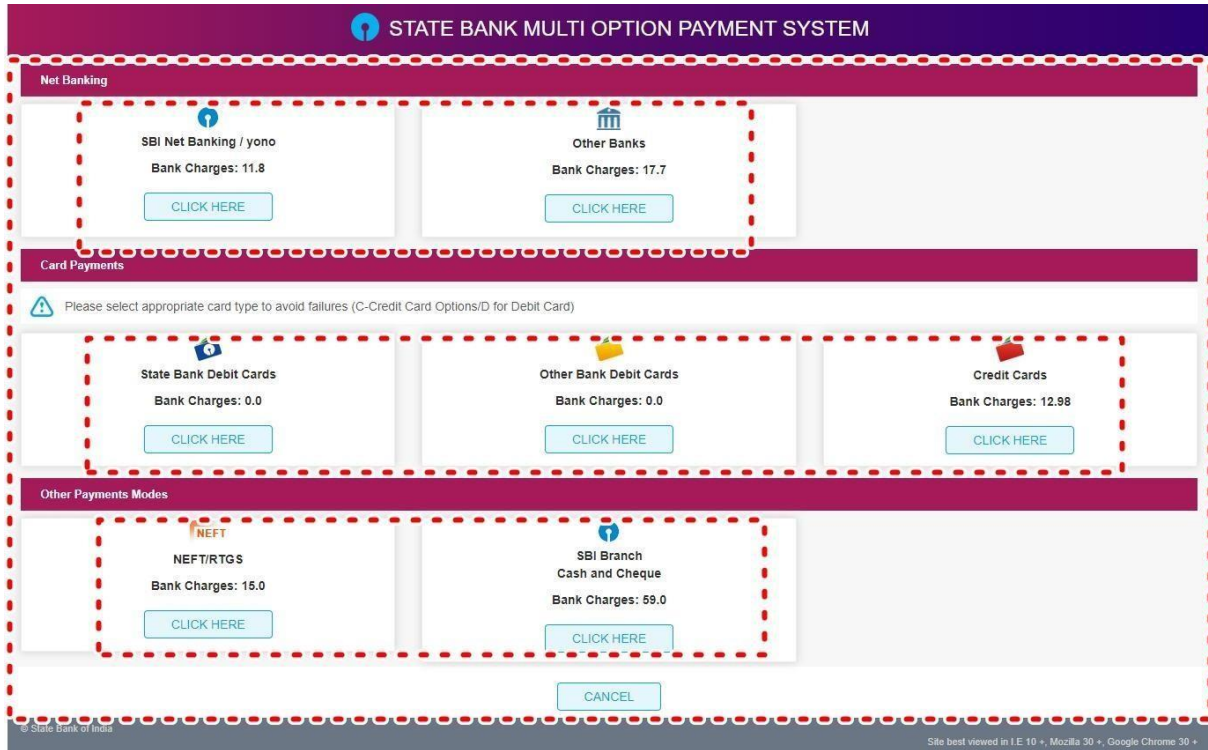 STATE BANK MULTI OPTION PAYMENT SYSTEM
Net Banking
SBI Net Banking / yono
Bank Charges: 11.8
CLICK HERE
Other Banks
Bank Charges: 17.7
CLICK HERE
Card Payments
Please select appropriate card type to avoid failures (C-Credit Card Options/D for Debit Card)
State Bank Debit Cards
Bank Charges: 0.0
CLICK HERE
Other Bank Debit Cards
Bank Charges: 0.0
CLICK HERE
Credit Cards
Bank Charges: 12.98
CLICK HERE
Other Payments Modes
NEFT
NEFT/RTGS
Bank Charges: 15.0
CLICK HERE
SBI Branch
Cash and Cheque
Bank Charges: 59.0
CLICK HERE
CANCEL
© State Bank of India
Site best viewed in I.E 10 +, Mozilla 30 +, Google Chrome 30 +